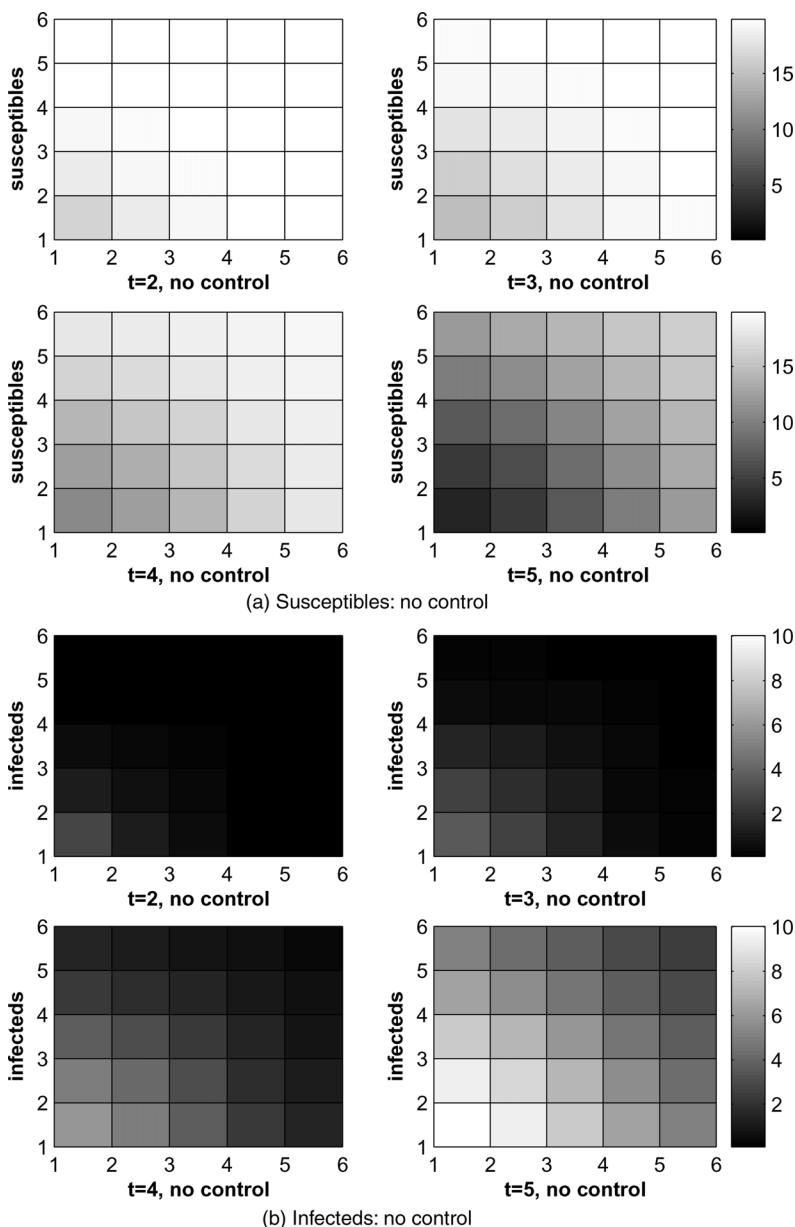 6
5
4
3
2
1
susceptibles
1 2 3 4 5 6
t=2, no control
6
5
4
3
2
1
susceptibles
1 2 3 4 5 6
t=3, no control
15
10
5
6
5
4
3
2
1
susceptibles
1 2 3 4 5 6
t=4, no control
6
5
4
3
2
1
susceptibles
1 2 3 4 5 6
t=5, no control
15
10
5
(a) Susceptibles: no control
6
5
4
3
2
1
infecteds
1 2 3 4 5 6
t=2, no control
6
5
4
3
2
1
infecteds
1 2 3 4 5 6
t=3, no control
10
8
6
4
2
6
5
4
3
2
1
infecteds
1 2 3 4 5 6
t=4, no control
6
5
4
3
2
1
infecteds
1 2 3 4 5 6
t=5, no control
10
8
6
4
2
(b) Infecteds: no control